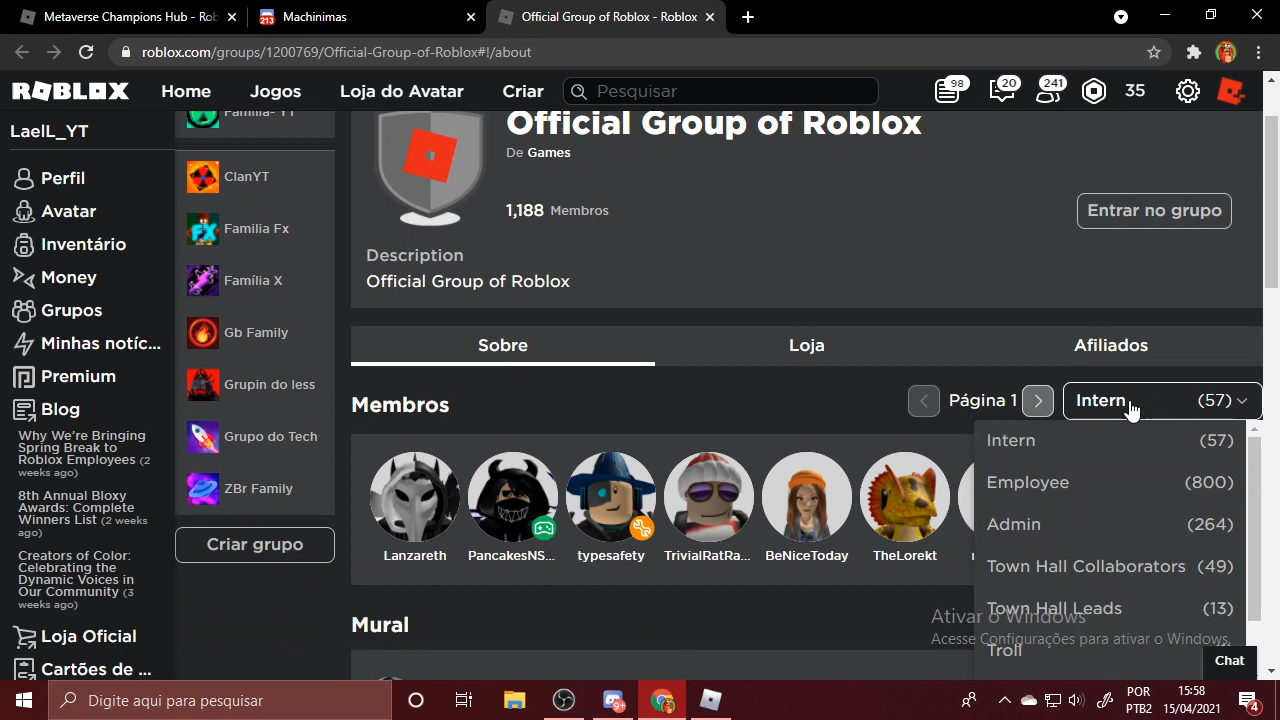 Metaverse Champions Hub - Rob
213
Machinimas
Official Group of Roblox - Roblox
roblox.com/groups/1200769/Official-Group-of-Roblox#!/about
ROBLOX
Home
Jogos
Loja do Avatar
Criar
Pesquisar
98
20
241
35
LaelL_YT
Perfil
Avatar
Inventário
Money
Grupos
Minhas notíc...
Premium
Blog
Why We're Bringing
Spring Break to
Roblox Employees (2
weeks ago)
8th Annual Bloxy
Awards: Complete
Winners List (2 weeks
ago)
Creators of Color:
Celebrating the
Dynamic Voices in
Our Community (3
weeks ago)
Loja Oficial
Cartões de ...
Familia- YT
ClanYT
Familia Fx
Família X
Gb Family
Grupin do less
Grupo do Tech
ZBr Family
Criar grupo
Official Group of Roblox
De Games
1,188 Membros
Entrar no grupo
Description
Official Group of Roblox
Sobre
Loja
Afiliados
Membros
Página 1
Intern (57)
Lanzareth
PancakesNS...
typesafety
TrivialRatRa...
BeNiceToday
TheLorekt
Intern (57)
Employee (800)
Admin (264)
Town Hall Collaborators (49)
Town Hall Leads (13)
Troll
Mural
Ativar o Windows
Acesse Configurações para ativar o Windows.
Chat
Digite aqui para pesquisar
9+
POR
PTB2
15:58
15/04/2021
4